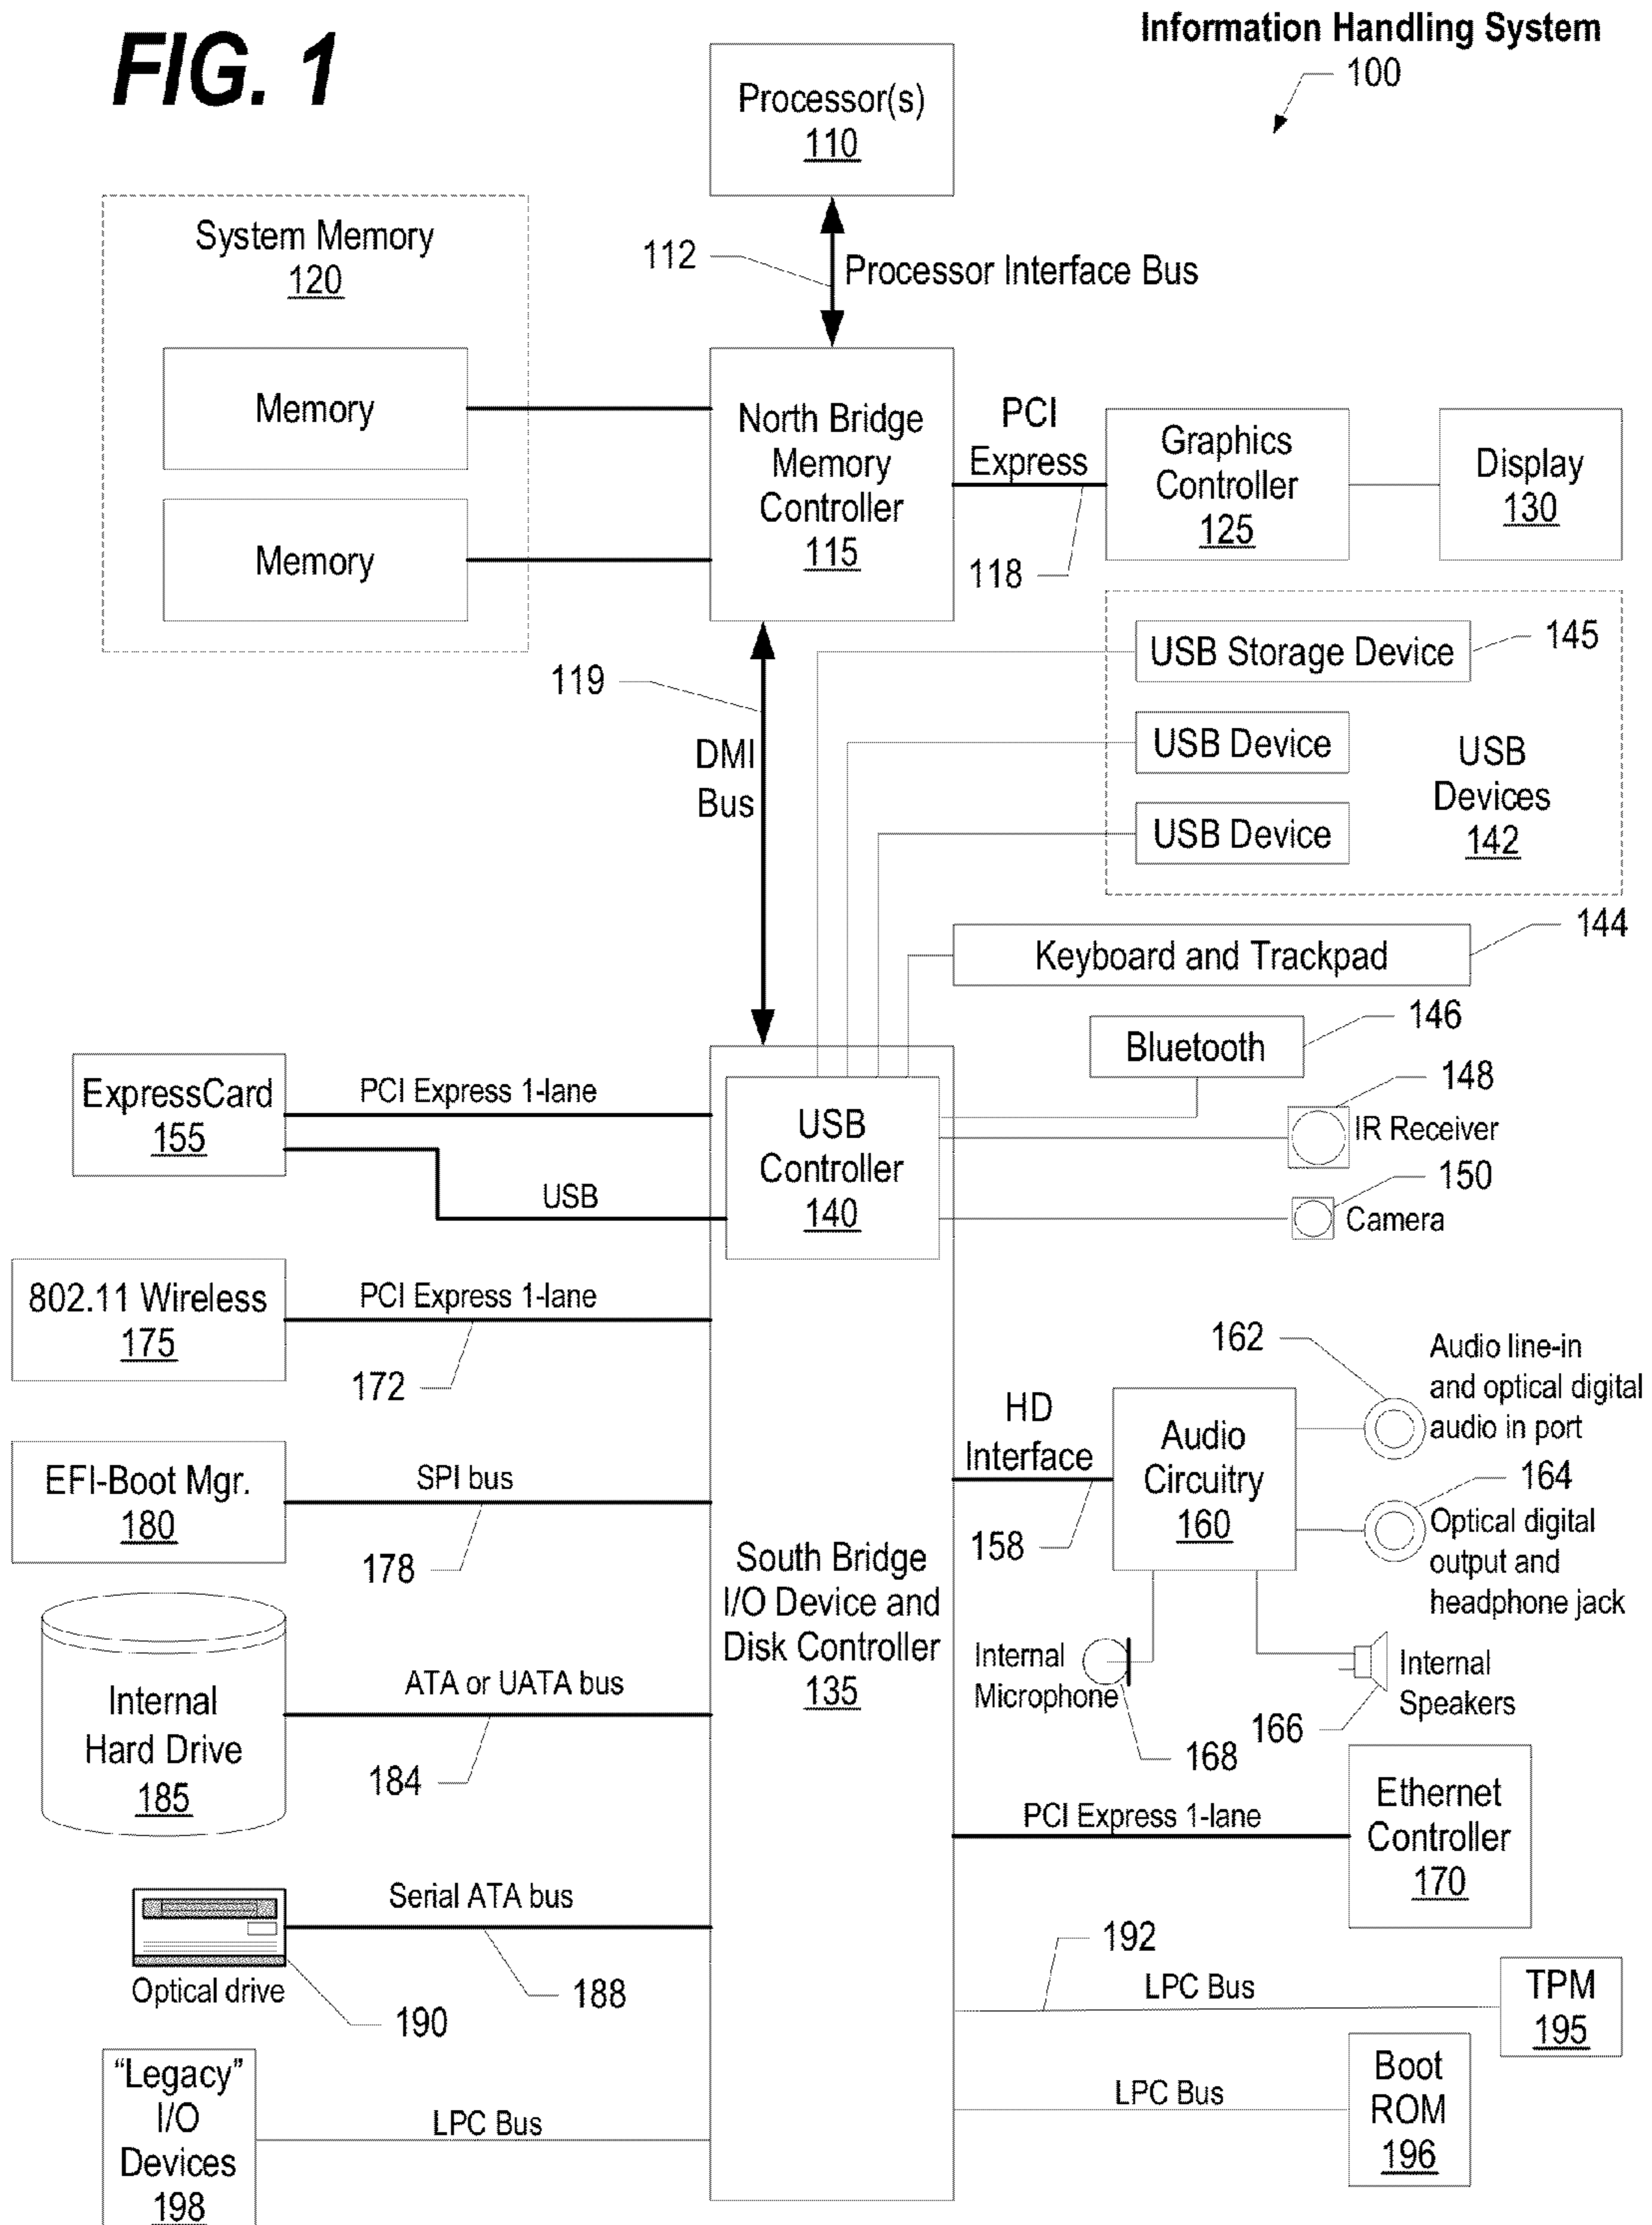 FIG. 1
Information Handling System
100
Processor(s)
110
112
Processor Interface Bus
System Memory
120
Memory
Memory
North Bridge
Memory
Controller
115
PCI
Express
118
Graphics
Controller
125
Display
130
119
DMI
Bus
USB Storage Device
145
USB Device
USB Device
USB
Devices
142
Keyboard and Trackpad
144
Bluetooth
146
148
IR Receiver
150
Camera
ExpressCard
155
PCI Express 1-lane
USB
USB
Controller
140
802.11 Wireless
175
PCI Express 1-lane
172
EFI-Boot Mgr.
180
SPI bus
178
South Bridge
I/O Device and
Disk Controller
135
HD
Interface
158
Audio
Circuitry
160
162
Audio line-in
and optical digital
audio in port
164
Optical digital
output and
headphone jack
Internal
Microphone
168
Internal
Speakers
166
Internal
Hard Drive
185
ATA or UATA bus
184
PCI Express 1-lane
Ethernet
Controller
170
Serial ATA bus
188
Optical drive
190
192
LPC Bus
TPM
195
LPC Bus
Boot
ROM
196
“Legacy”
I/O
Devices
198
LPC Bus